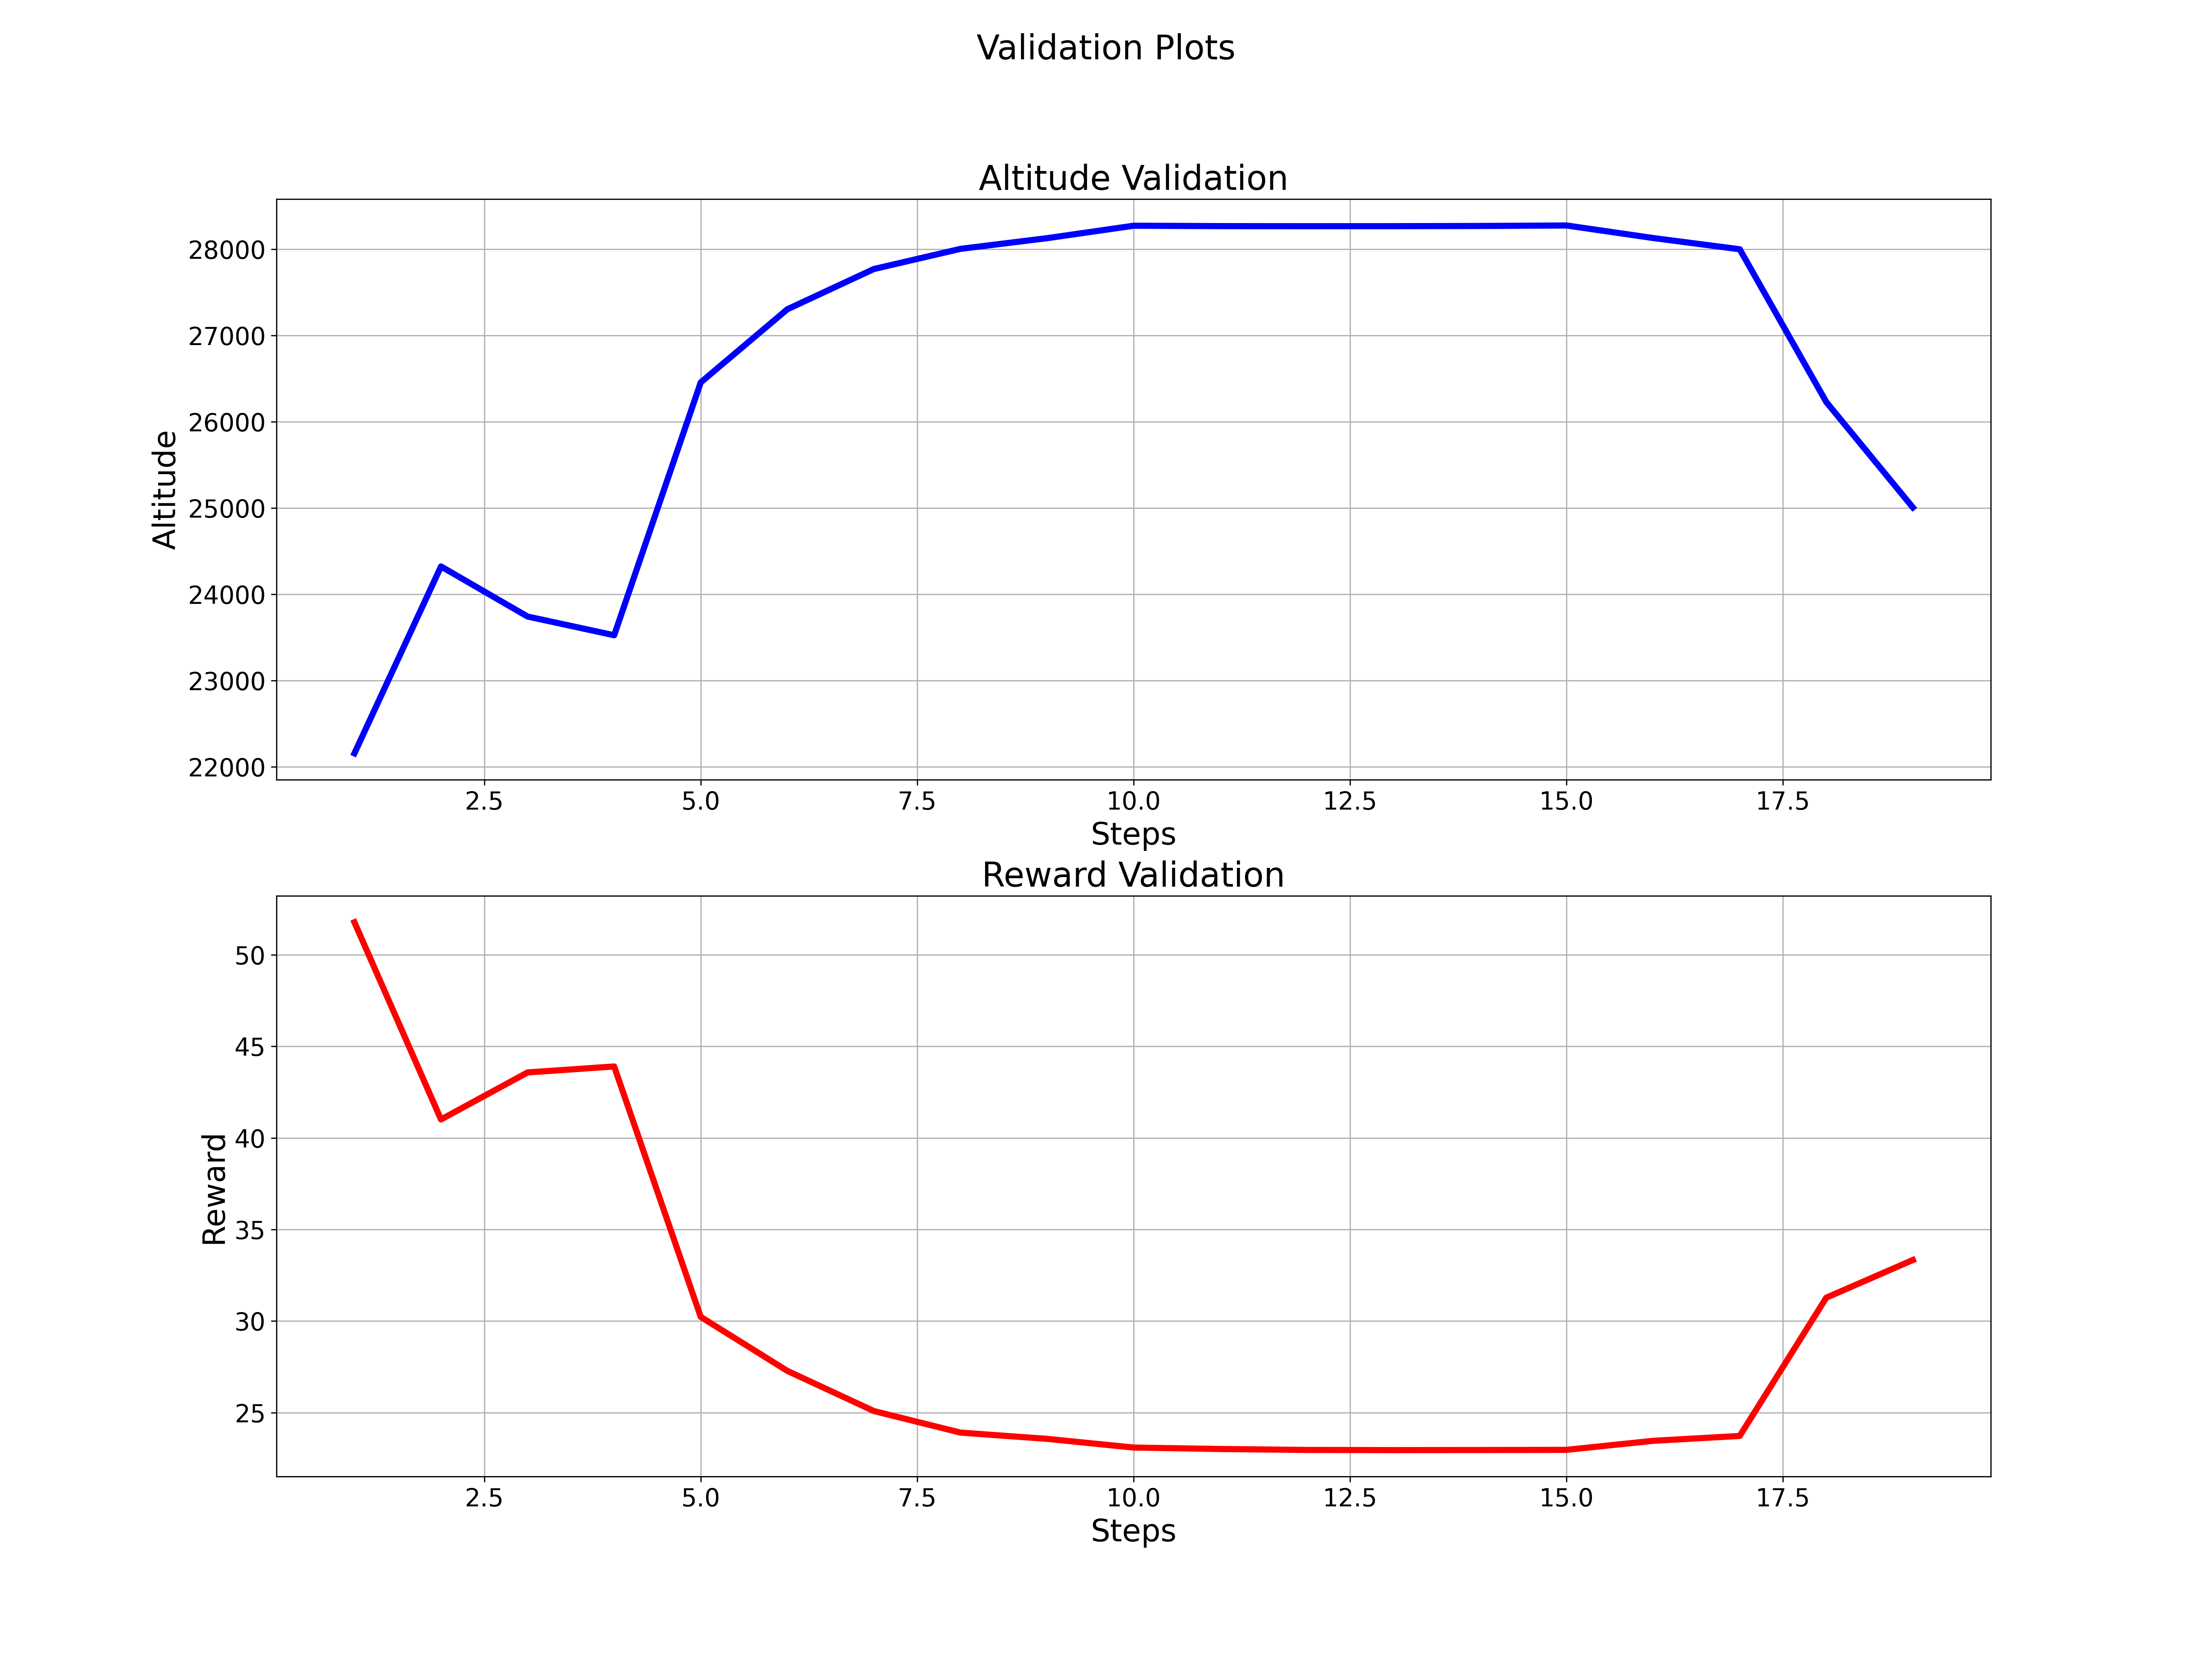 Validation Plots
Altitude Validation
Altitude
28000
27000
26000
25000
24000
23000
22000
2.5 5.0 7.5 10.0 12.5 15.0 17.5
Steps
Reward Validation
Reward
50
45
40
35
30
25
2.5 5.0 7.5 10.0 12.5 15.0 17.5
Steps